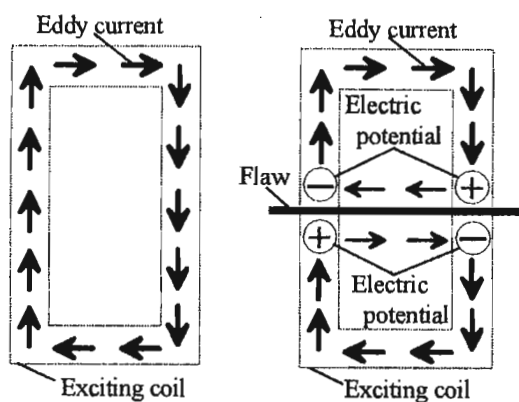 Eddy current
Exciting coil
Eddy current
Electric
potential
Flaw
−
+
+
−
Electric
potential
Exciting coil